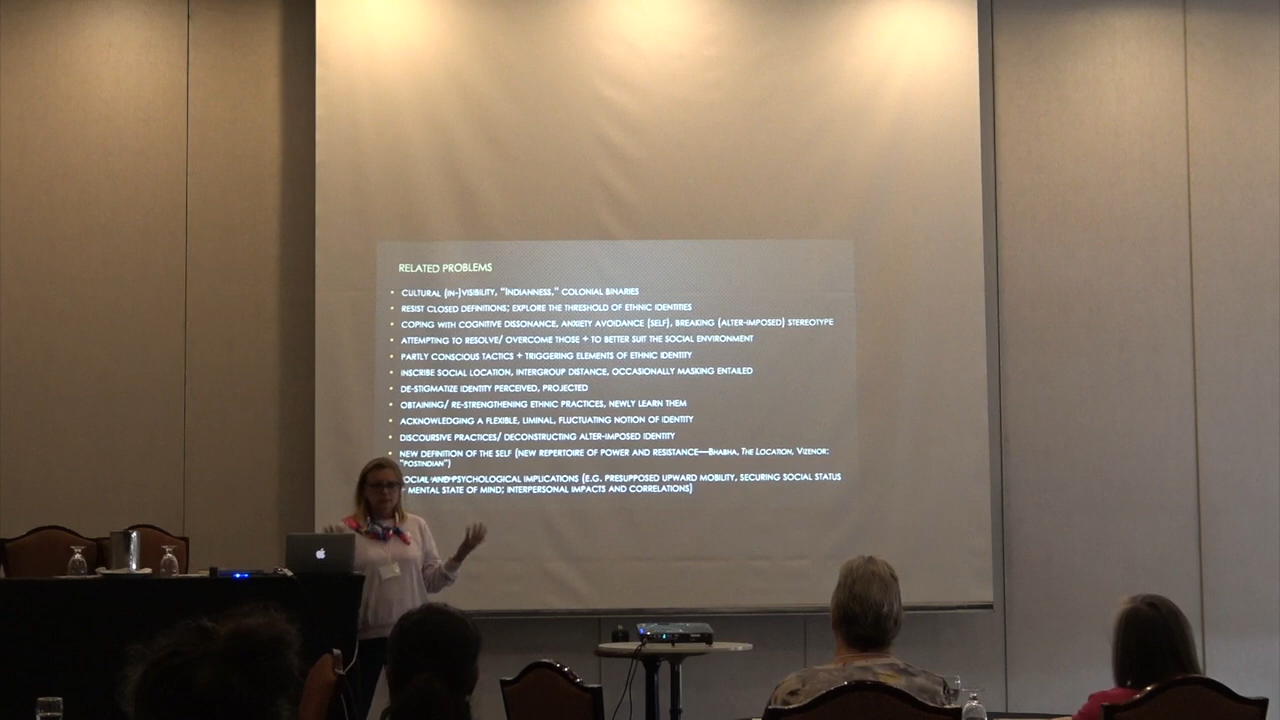 RELATED PROBLEMS
• CULTURAL (IN-)VISIBILITY, "INDIANNESS," COLONIAL BINARIES
• RESIST CLOSED DEFINITIONS; EXPLORE THE THRESHOLD OF ETHNIC IDENTITIES
• COPING WITH COGNITIVE DISSONANCE, ANXIETY AVOIDANCE (SELF), BREAKING (ALTER-IMPOSED) STEREOTYPE
• ATTEMPTING TO RESOLVE/ OVERCOME THOSE + TO BETTER SUIT THE SOCIAL ENVIRONMENT
• PARTLY CONSCIOUS TACTICS + TRIGGERING ELEMENTS OF ETHNIC IDENTITY
• INSCRIBE SOCIAL LOCATION, INTERGROUP DISTANCE, OCCASIONALLY MASKING ENTAILED
• DE-STIGMATIZE IDENTITY PERCEIVED, PROJECTED
• OBTAINING/ RE-STRENGTHENING ETHNIC PRACTICES, NEWLY LEARN THEM
• ACKNOWLEDGING A FLEXIBLE, LIMINAL, FLUCTUATING NOTION OF IDENTITY
• DISCOURSIVE PRACTICES/ DECONSTRUCTING ALTER-IMPOSED IDENTITY
• NEW DEFINITION OF THE SELF (NEW REPERTOIRE OF POWER AND RESISTANCE—BHABHA, THE LOCATION, VIZENOR:
"POSTINDIAN")
AND PSYCHOLOGICAL IMPLICATIONS (E.G. PRESUPPOSED UPWARD MOBILITY, SECURING SOCIAL STATUS
MENTAL STATE OF MIND; INTERPERSONAL IMPACTS AND CORRELATIONS)